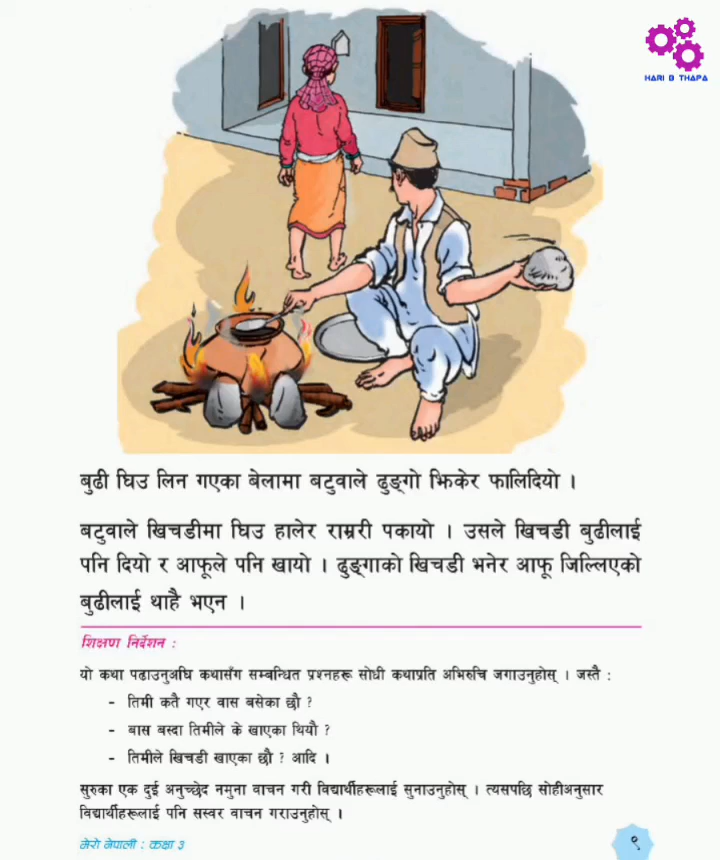 HARI B THAPA
बुढी घिउ लिन गएका बेलामा बटुवाले ढुङ्गो झिकेर फालिदियो ।
बटुवाले खिचडीमा घिउ हालेर राम्ररी पकायो । उसले खिचडी बुढीलाई
पनि दियो र आफूले पनि खायो । ढुङ्गाको खिचडी भनेर आफू जिल्लिएको
बुढीलाई थाहै भएन ।
शिक्षण निर्देशन :
यो कथा पढाउनुअघि कथासँग सम्बन्धित प्रश्नहरू सोधी कथाप्रति अभिरुचि जगाउनुहोस् । जस्तै :
- तिमी कतै गएर वास बसेका छौ ?
- बास बस्दा तिमीले के खाएका थियौ ?
- तिमीले खिचडी खाएका छौ ? आदि ।
सुरुका एक दुई अनुच्छेद नमुना वाचन गरी विद्यार्थीहरूलाई सुनाउनुहोस् । त्यसपछि सोहीअनुसार
विद्यार्थीहरूलाई पनि सस्वर वाचन गराउनुहोस् ।
मेरो नेपाली : कक्षा ३
९